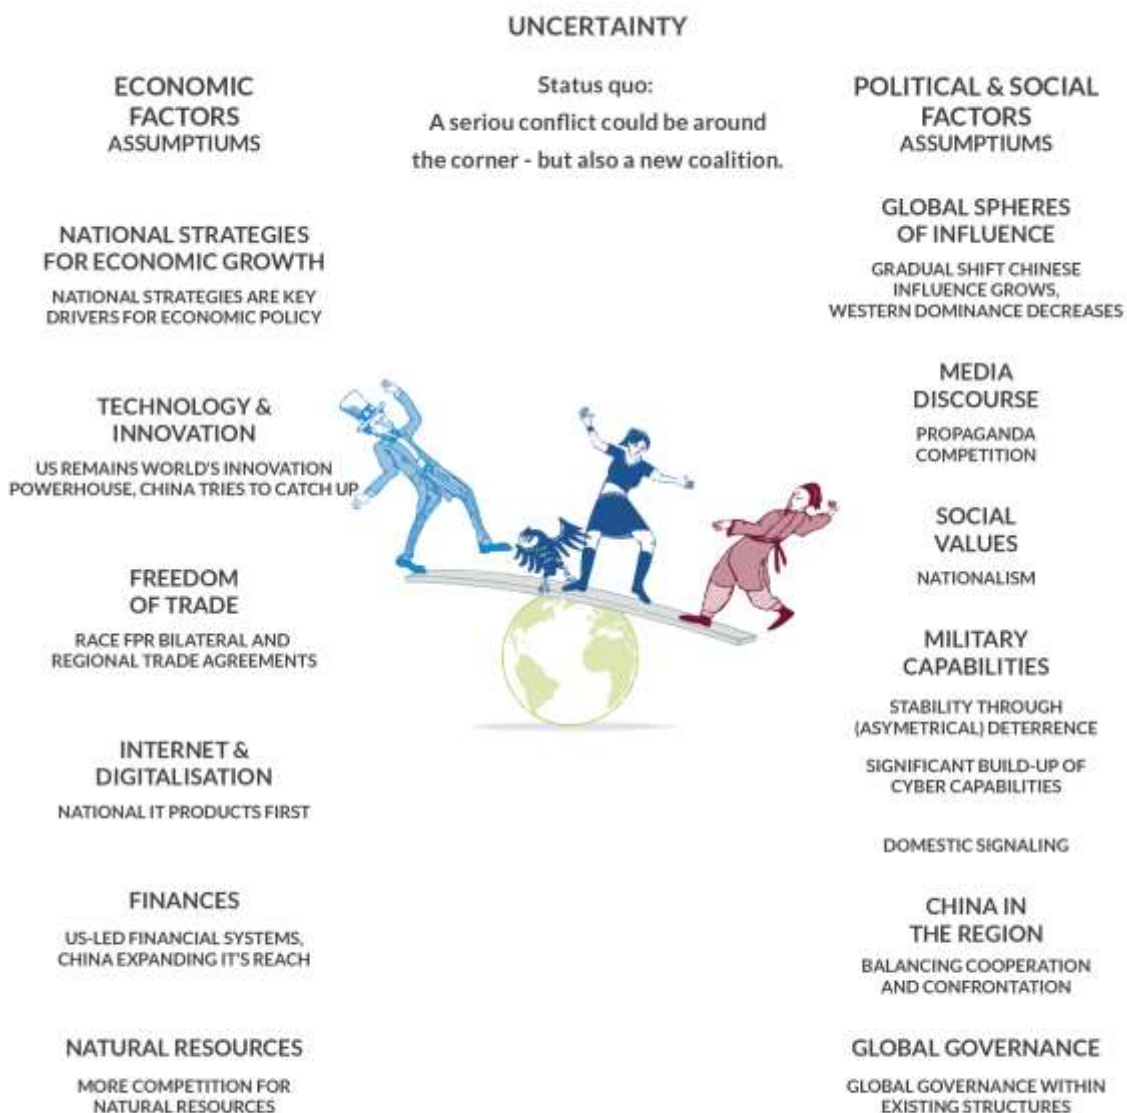 UNCERTAINTY
Status quo:
A seriou conflict could be around
the corner - but also a new coalition.
ECONOMIC
FACTORS
ASSUMPTIUMS
NATIONAL STRATEGIES
FOR ECONOMIC GROWTH
NATIONAL STRATEGIES ARE KEY
DRIVERS FOR ECONOMIC POLICY
TECHNOLOGY &
INNOVATION
US REMAINS WORLD'S INNOVATION
POWERHOUSE, CHINA TRIES TO CATCH UP
FREEDOM
OF TRADE
RACE FPR BILATERAL AND
REGIONAL TRADE AGREEMENTS
INTERNET &
DIGITALISATION
NATIONAL IT PRODUCTS FIRST
FINANCES
US-LED FINANCIAL SYSTEMS,
CHINA EXPANDING IT'S REACH
NATURAL RESOURCES
MORE COMPETITION FOR
NATURAL RESOURCES
POLITICAL & SOCIAL
FACTORS
ASSUMPTIUMS
GLOBAL SPHERES
OF INFLUENCE
GRADUAL SHIFT CHINESE
INFLUENCE GROWS,
WESTERN DOMINANCE DECREASES
MEDIA
DISCOURSE
PROPAGANDA
COMPETITION
SOCIAL
VALUES
NATIONALISM
MILITARY
CAPABILITIES
STABILITY THROUGH
(ASYMETRICAL) DETERRENCE
SIGNIFICANT BUILD-UP OF
CYBER CAPABILITIES
DOMESTIC SIGNALING
CHINA IN
THE REGION
BALANCING COOPERATION
AND CONFRONTATION
GLOBAL GOVERNANCE
GLOBAL GOVERNANCE WITHIN
EXISTING STRUCTURES